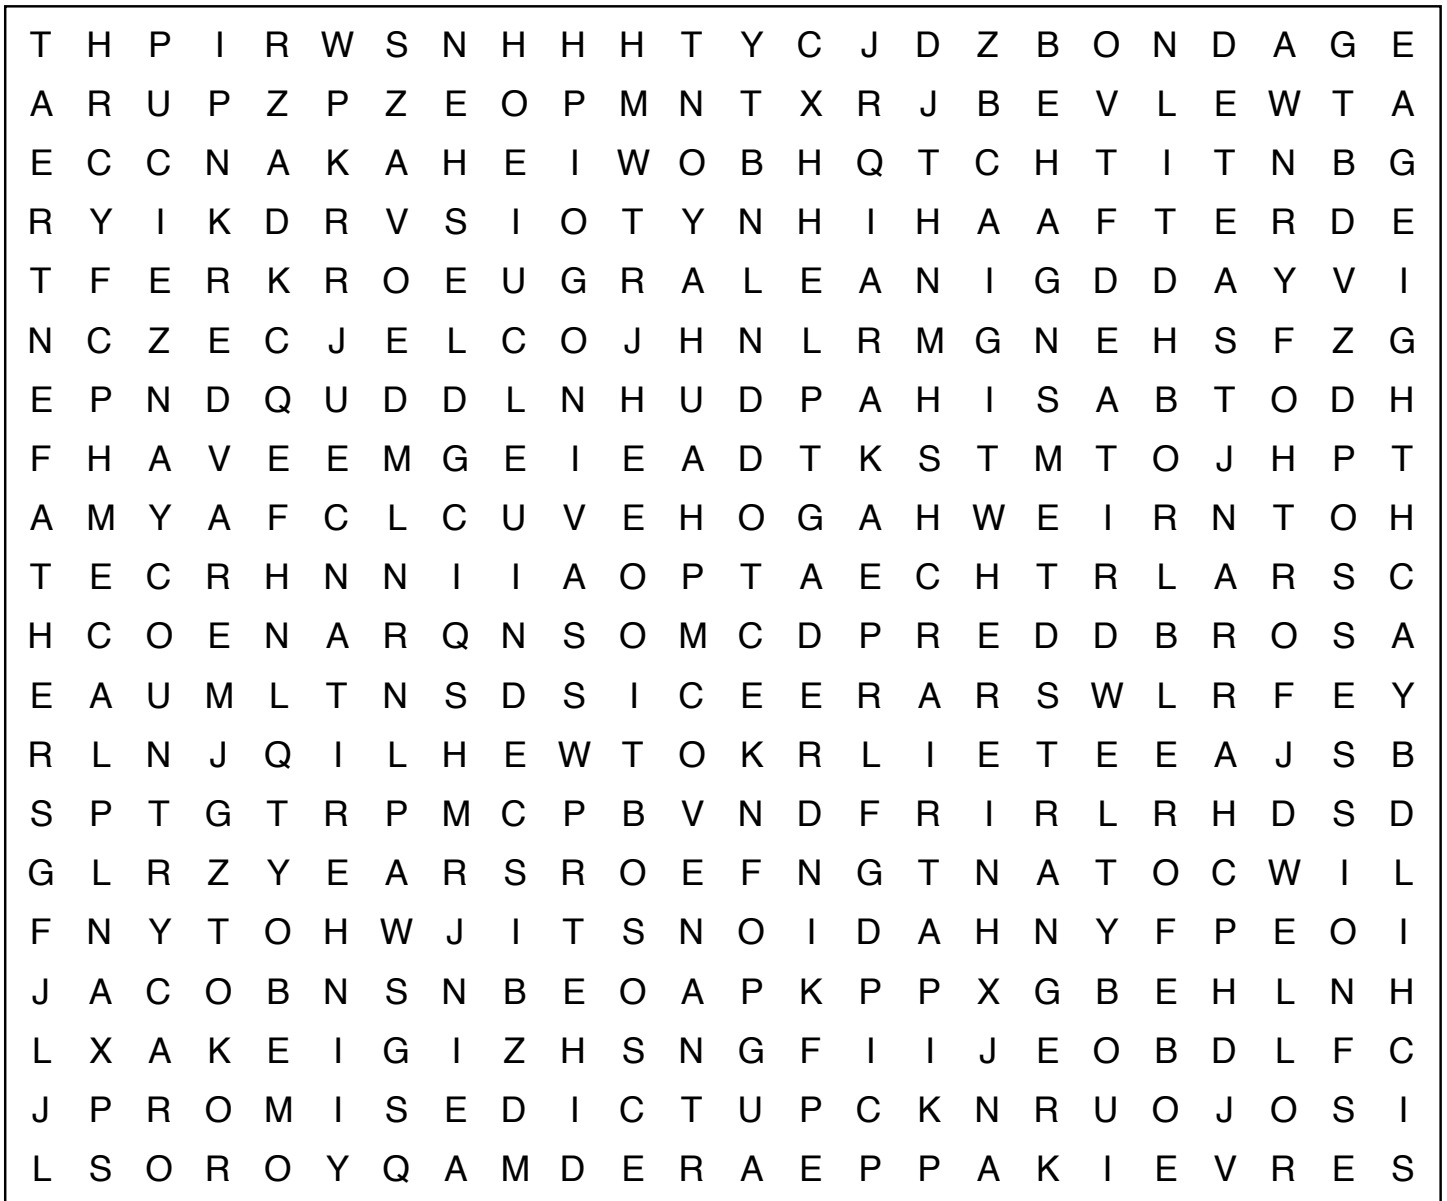 T H P I R W S N H H H T Y C J D Z B O N D A G E
A R U P Z P Z E O P M N T X R J B E V L E W T A
E C C N A K A H E I W O B H Q T C H T I T N B G
R Y I K D R V S I O T Y N H I H A A F T E R D E
T F E R K R O E U G R A L E A N I G D D A Y V I
N C Z E C J E L C O J H N L R M G N E H S F Z G
E P N D Q U D D L N H U D P A H I S A B T O D H
F H A V E E M G E I E A D T K S T M T O J H P T
A M Y A F C L C U V E H O G A H W E I R N T O H
T E C R H N N I I A O P T A E C H T R L A R S C
H C O E N A R Q N S O M C D P R E D D B R O S A
E A U M L T N S D S I C E E R A R S W L R F E Y
R L N J Q I L H E W T O K R L I E T E E A J S B
S P T G T R P M C P B V N D F R I R L R H D S D
G L R Z Y E A R S R O E F N G T N A T O C W I L
F N Y T O H W J I T S N O I D A H N Y F P E O I
J A C O B N S N B E O A P K P P X G B E H L N H
L X A K E I G I Z H S N G F I I J E O B D L F C
J P R O M I S E D I C T U P C K N R U O J O S I
L S O R O Y Q A M D E R A E P P A K I E V R E S